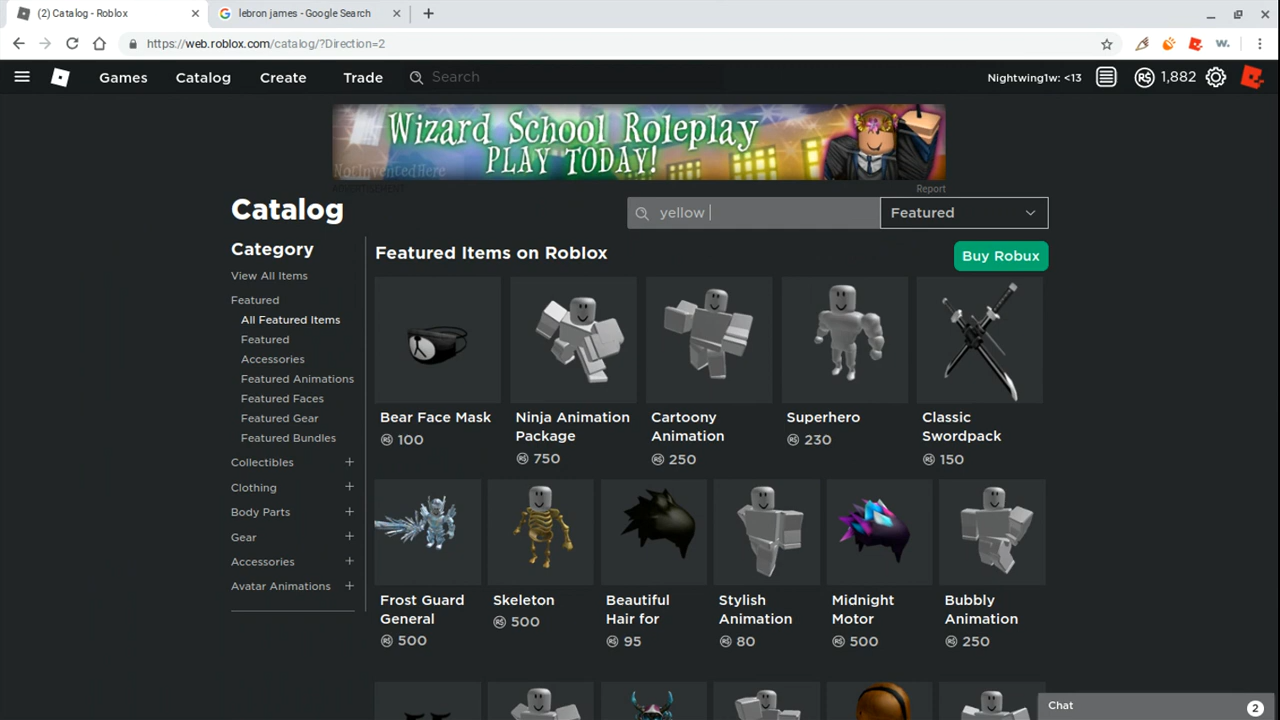 (2) Catalog - Roblox
lebron james - Google Search
https://web.roblox.com/catalog/?Direction=2
w.
Games
Catalog
Create
Trade
Search
Nightwing1w: <13
1,882
Wizard School Roleplay
PLAY TODAY!
NotInventedHere
ADVERTISEMENT
Report
Catalog
yellow
Featured
Category
Featured Items on Roblox
Buy Robux
View All Items
Featured
All Featured Items
Featured
Accessories
Featured Animations
Featured Faces
Featured Gear
Featured Bundles
Collectibles
Clothing
Body Parts
Gear
Accessories
Avatar Animations
Bear Face Mask
100
Ninja Animation
Package
750
Cartoony
Animation
250
Superhero
230
Classic
Swordpack
150
Frost Guard
General
500
Skeleton
500
Beautiful
Hair for
95
Stylish
Animation
80
Midnight
Motor
500
Bubbly
Animation
250
Chat
2